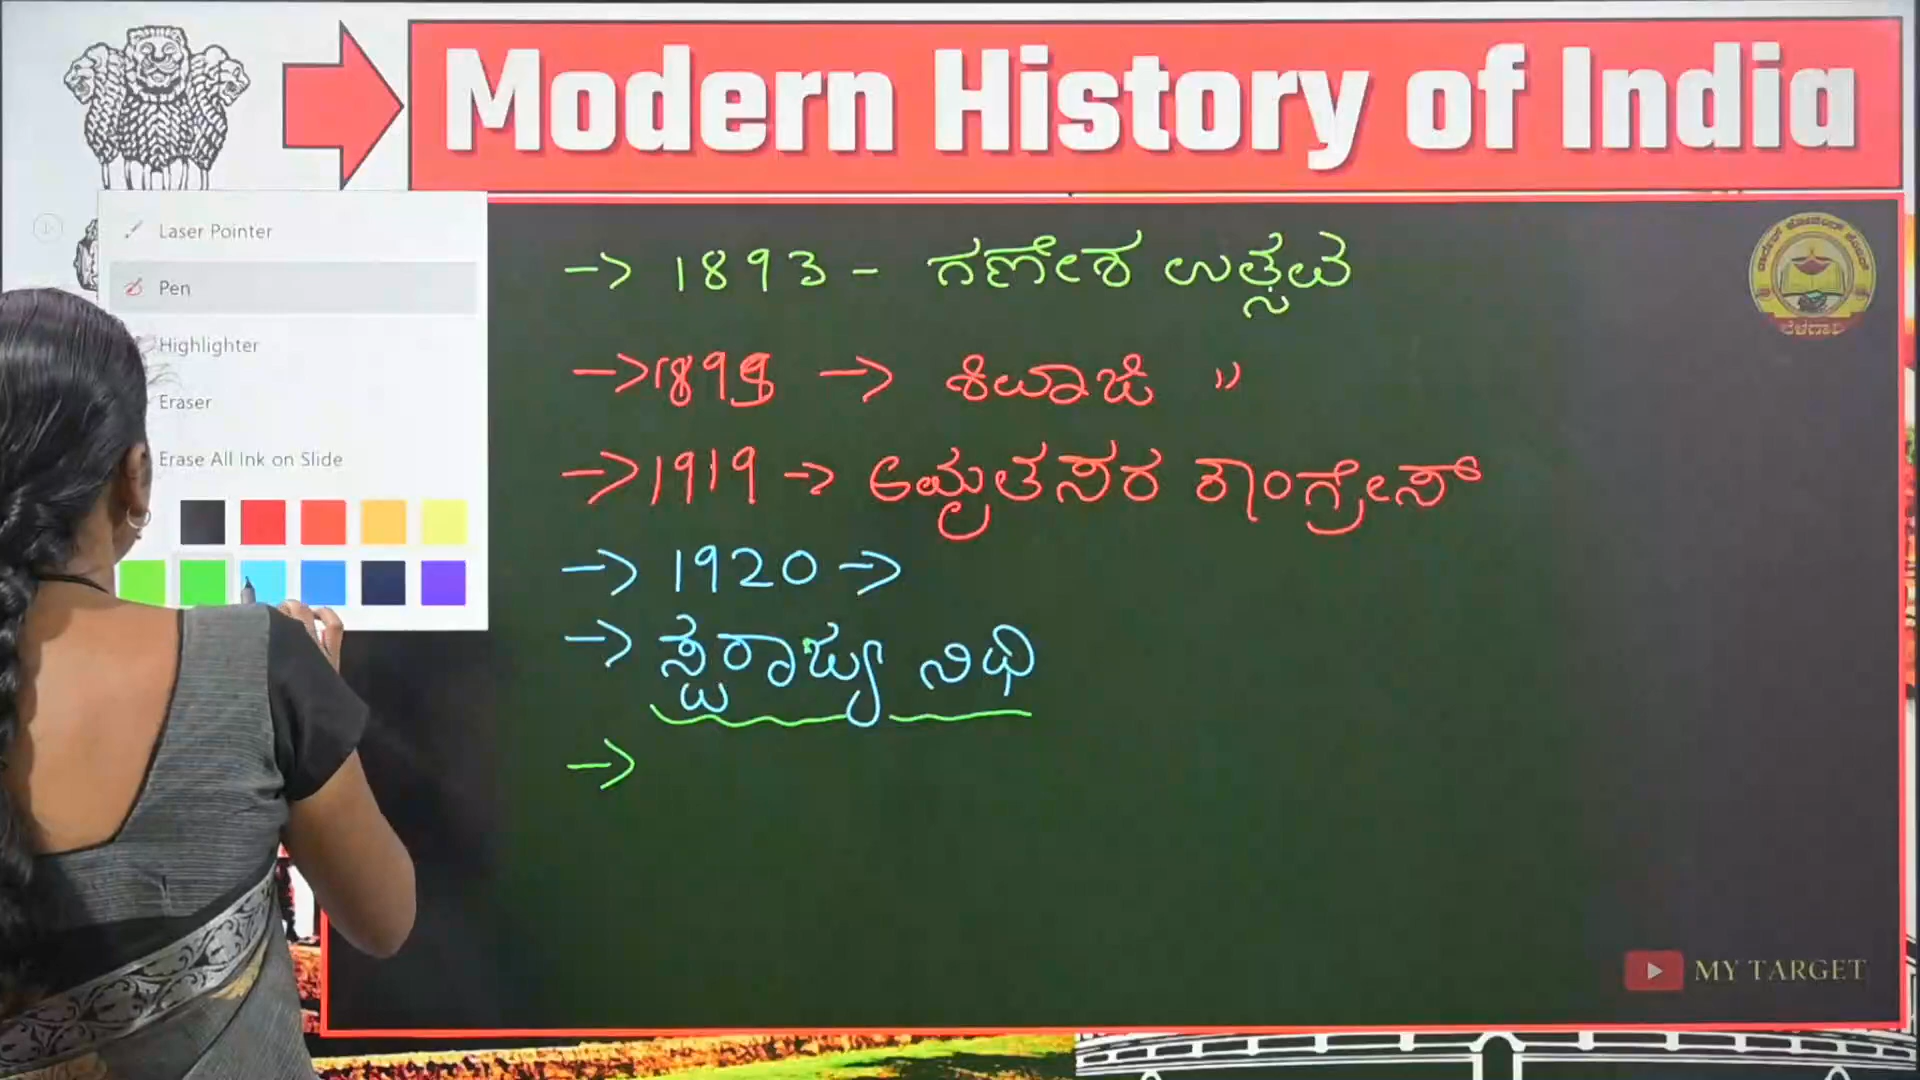 Modern History of India
Laser Pointer
Pen
Highlighter
Eraser
Erase All Ink on Slide
→ 1893 - ಗಣೇಶ ಉತ್ಸವ
→ 1895 → ಶಿವಾಜಿ ”
→ 1919 → ಅಮೃತಸರ ಕಾಂಗ್ರೇಸ್
→ 1920 →
→ ಸ್ವರಾಜ್ಯ ನಿಧಿ
→
ಬೆಳಗಾವಿ
MY TARGET